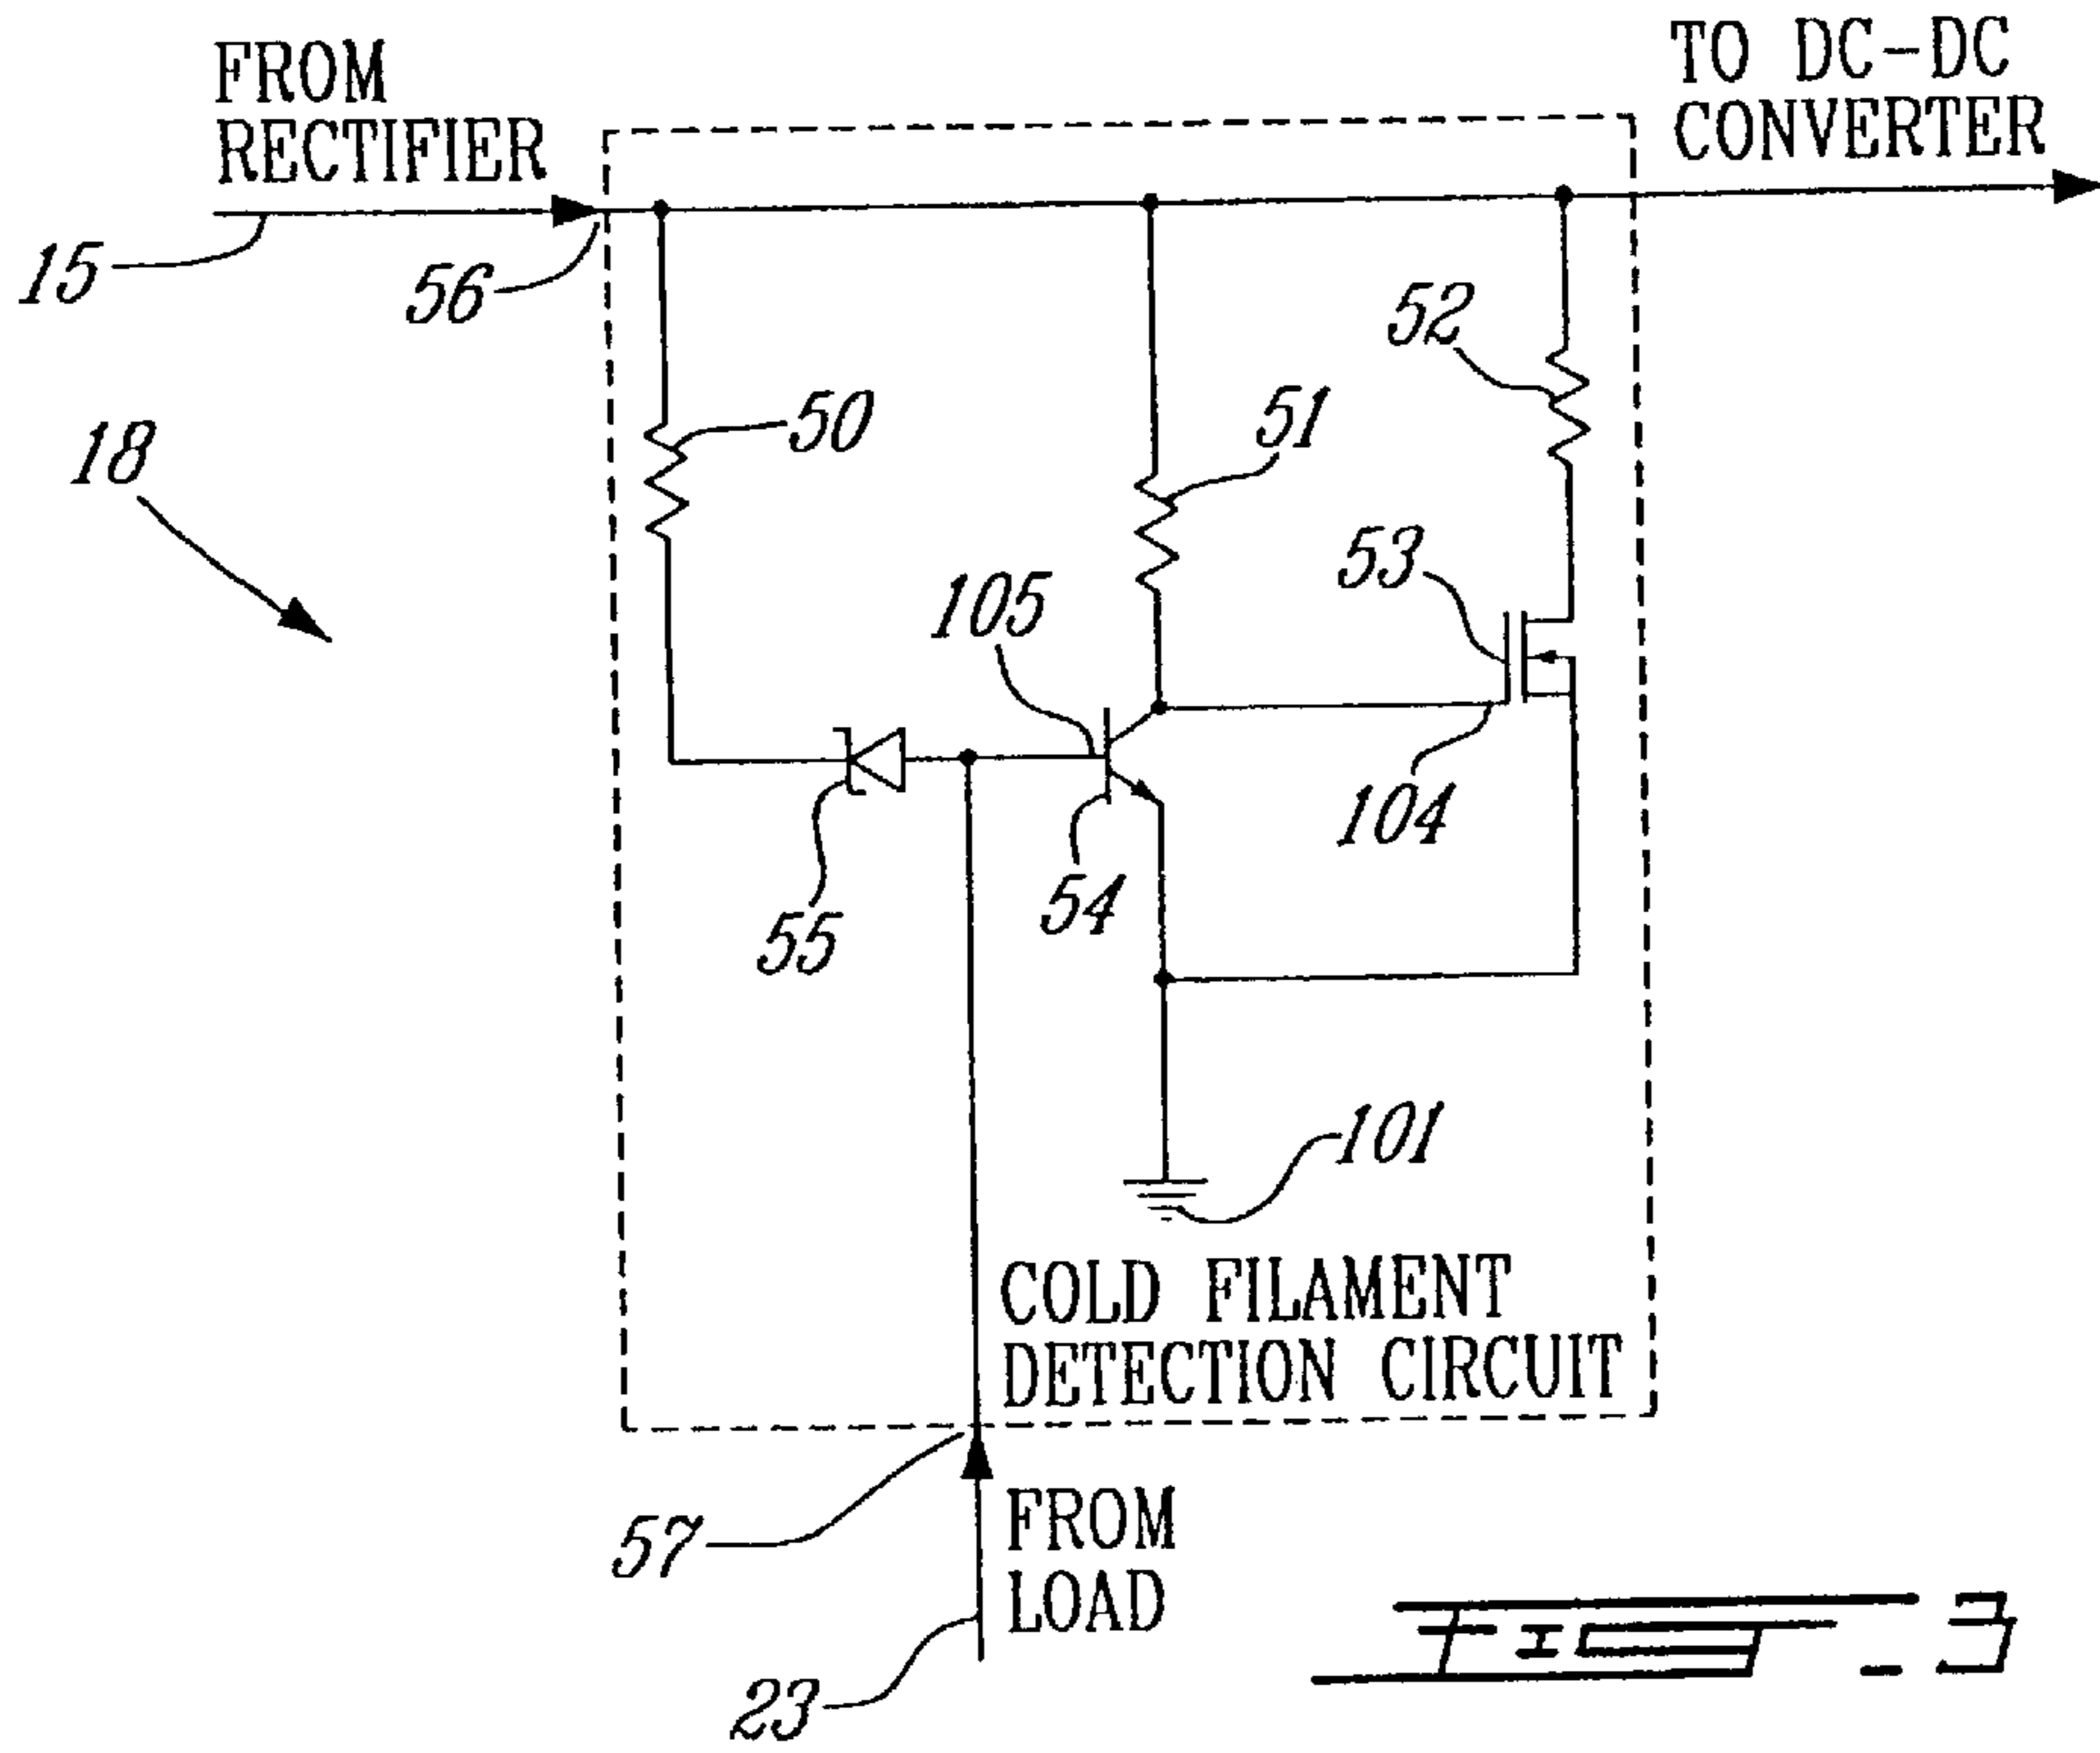 FROM
RECTIFIER
TO DC-DC
CONVERTER
15
56
52
18
50
51
53
105
104
54
55
101
COLD FILAMENT
DETECTION CIRCUIT
57
FROM
LOAD
23
FIG - 3